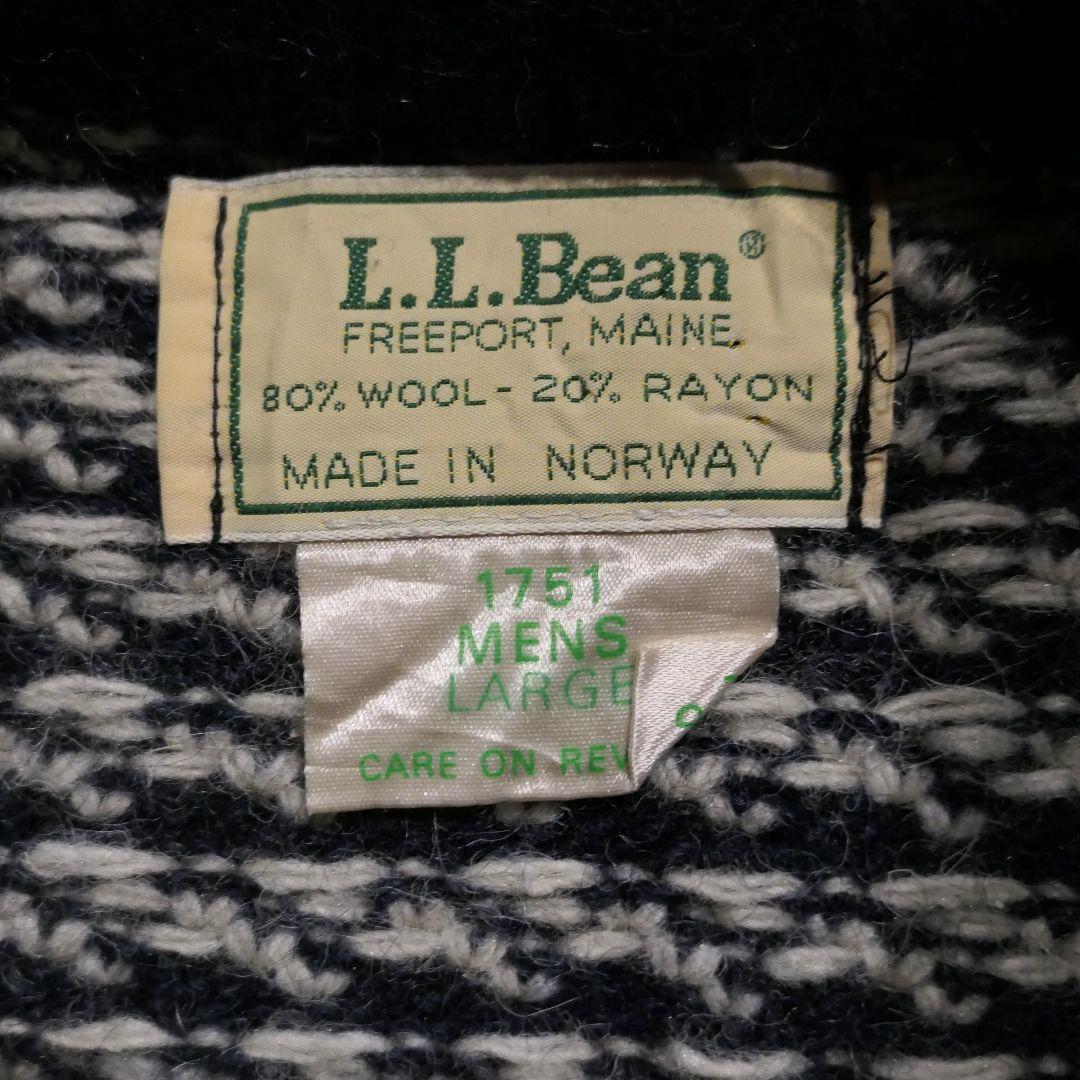 L.L.Bean®
FREEPORT, MAINE
80% WOOL - 20% RAYON
MADE IN NORWAY
1751
MENS
LARGE
CARE ON REV